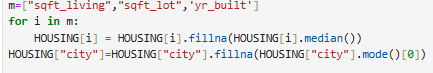 m=["sqft_living","sqft_lot",'yr_built']
for i in m:
    HOUSING[i] = HOUSING[i].fillna(HOUSING[i].median())
HOUSING["city"]=HOUSING["city"].fillna(HOUSING["city"].mode()[0])